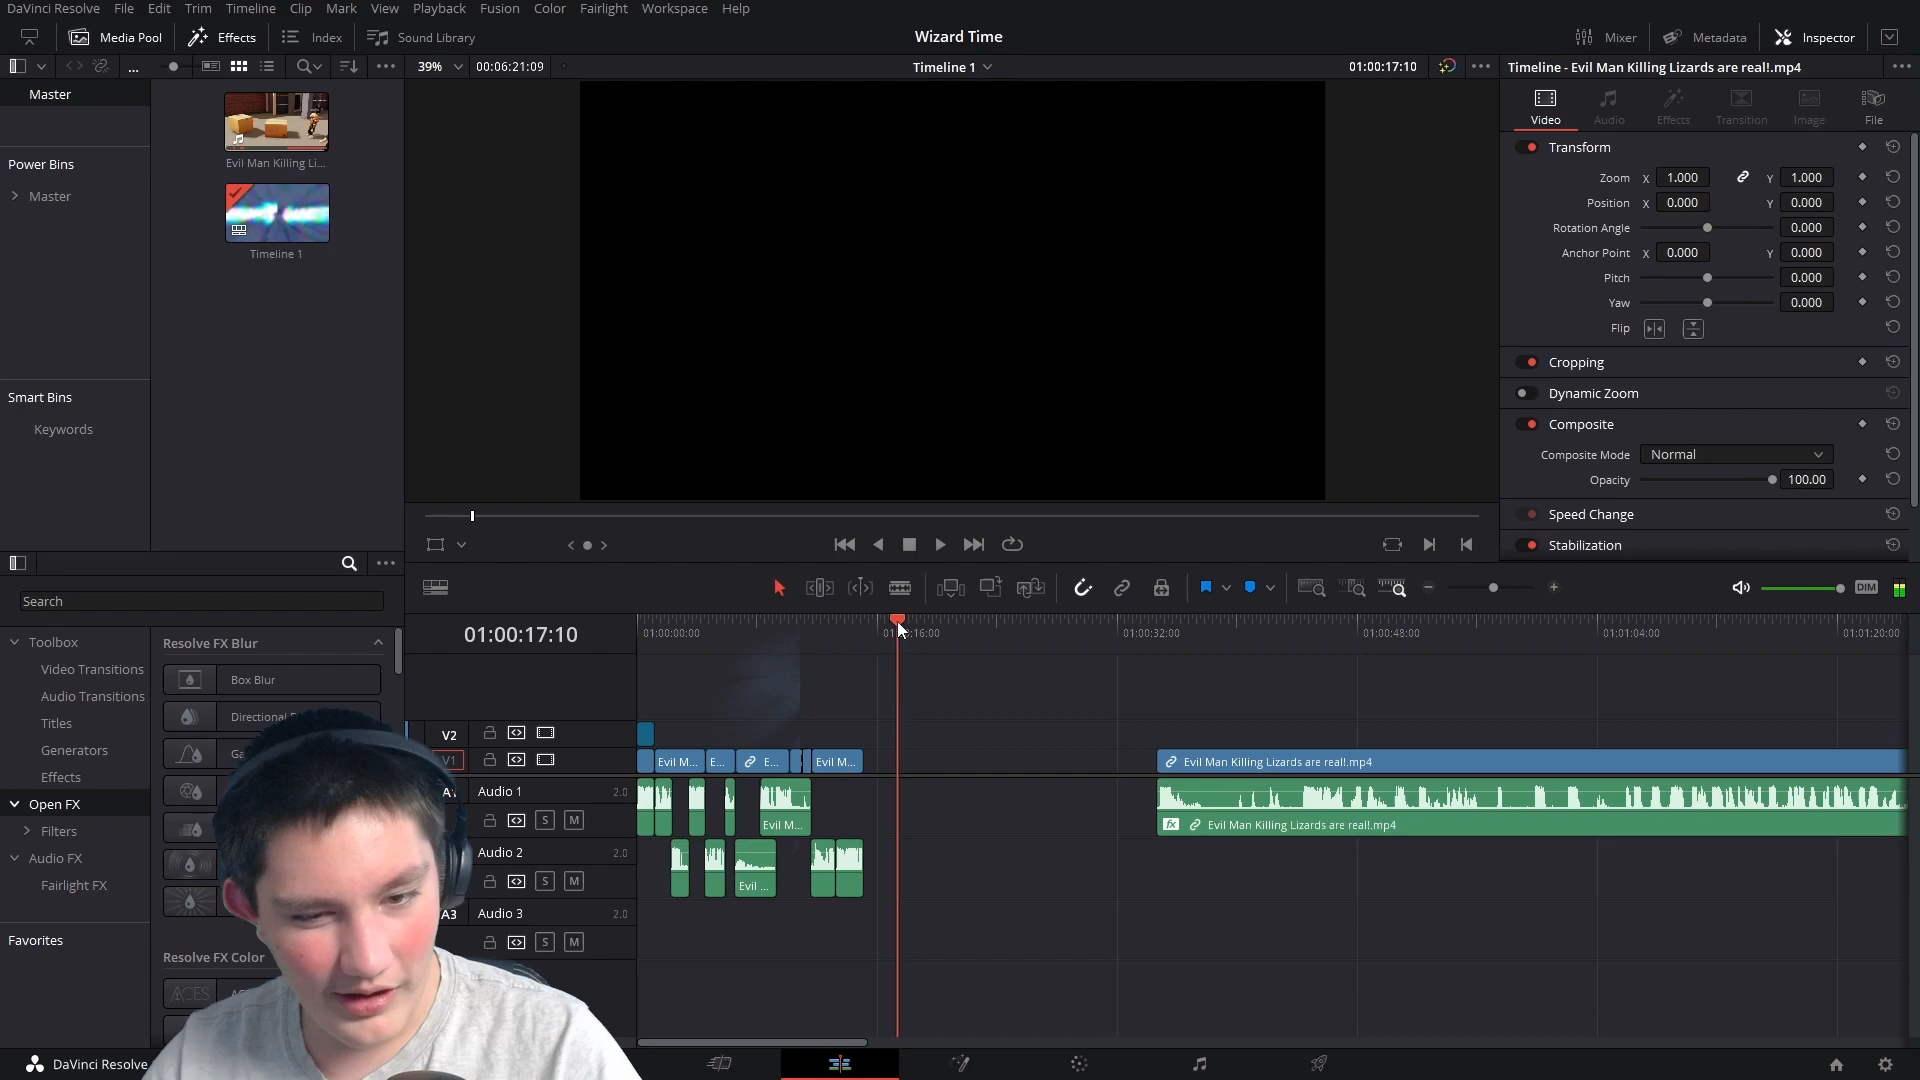 DaVinci Resolve File Edit Trim Timeline Clip Mark View Playback Fusion Color Fairlight Workspace Help
Media Pool Effects Index Sound Library Wizard Time Mixer Metadata Inspector
... 39% 00:06:21:09 Timeline 1 01:00:17:10 Timeline - Evil Man Killing Lizards are real!.mp4
Master
Power Bins
Master
Smart Bins
Keywords
Evil Man Killing Li...
Timeline 1
Video Audio Effects Transition Image File
Transform
Zoom X 1.000 Y 1.000
Position X 0.000 Y 0.000
Rotation Angle 0.000
Anchor Point X 0.000 Y 0.000
Pitch 0.000
Yaw 0.000
Flip
Cropping
Dynamic Zoom
Composite
Composite Mode Normal
Opacity 100.00
Speed Change
Stabilization
DIM
Search
Toolbox
Video Transitions
Audio Transitions
Titles
Generators
Effects
Open FX
Filters
Audio FX
Fairlight FX
Favorites
Resolve FX Blur
Box Blur
Directional
Resolve FX Color
ACES
01:00:17:10
01:00:00:00 16:00 01:00:32:00 01:00:48:00 01:01:04:00 01:01:20:00
V2
V1 Evil M... E... E... Evil M... Evil Man Killing Lizards are real!.mp4
A1 Audio 1 2.0
S M Evil M... fx Evil Man Killing Lizards are real!.mp4
Audio 2 2.0
S M Evil ...
A3 Audio 3 2.0
S M
DaVinci Resolve